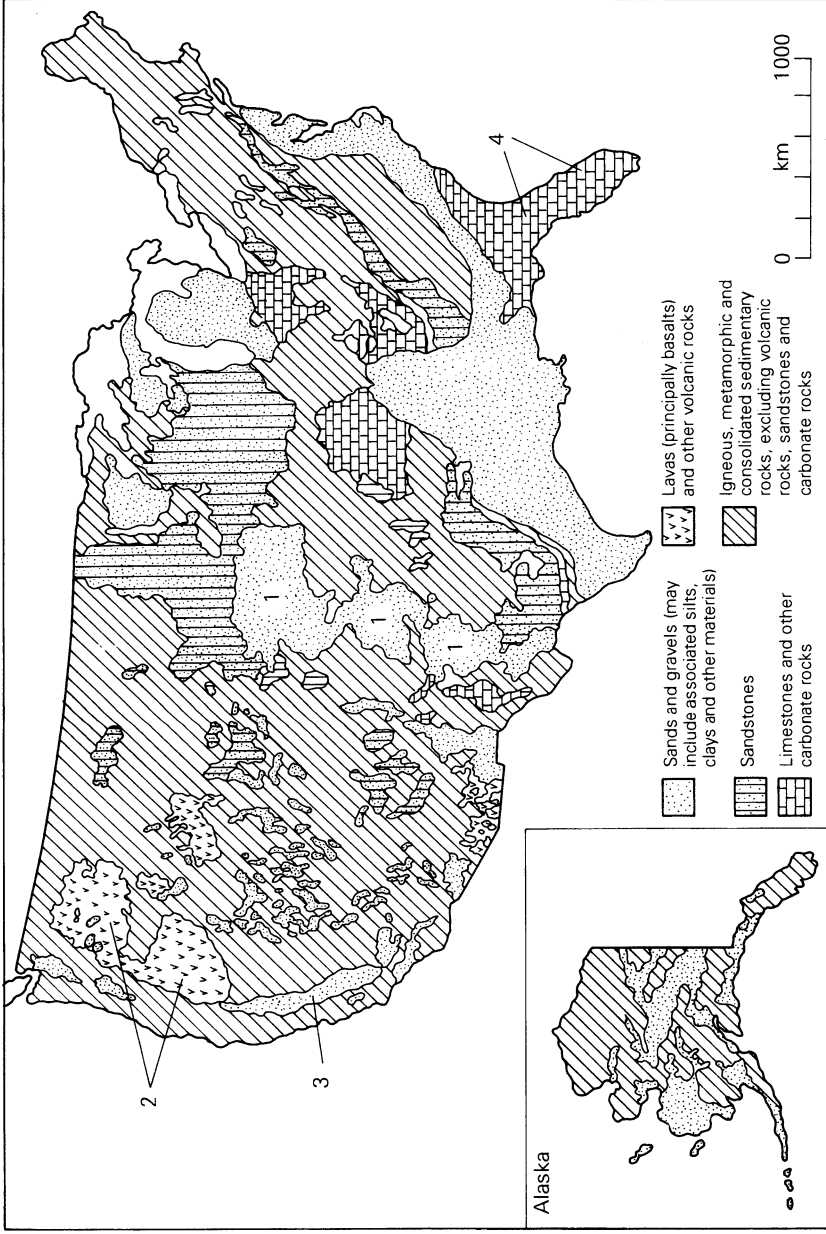 1
1
1
2
3
4
Alaska
Sands and gravels (may
include associated silts,
clays and other materials)
Sandstones
Limestones and other
carbonate rocks
Lavas (principally basalts)
and other volcanic rocks
Igneous, metamorphic and
consolidated sedimentary
rocks, excluding volcanic
rocks, sandstones and
carbonate rocks
0 km 1000